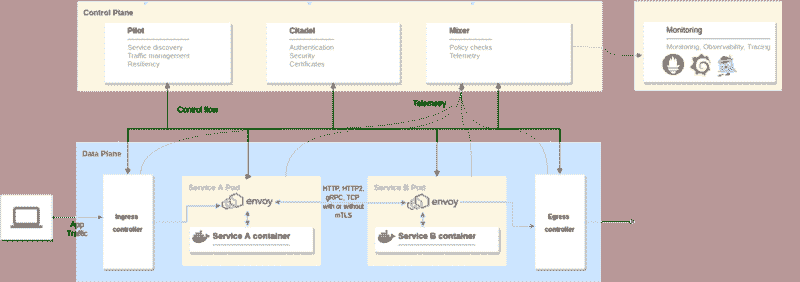 Control Plane
Pilot
Service discovery
Traffic management
Resiliency
Citadel
Authentication
Security
Certificates
Mixer
Policy checks
Telemetry
Monitoring
Monitoring, Observability, Tracing
Control flow
Telemetry
Data Plane
App
Traffic
Ingress
controller
Service A Pod
envoy
Service A container
HTTP, HTTP2,
gRPC, TCP
with or without
mTLS
Service B Pod
envoy
Service B container
Egress
controller